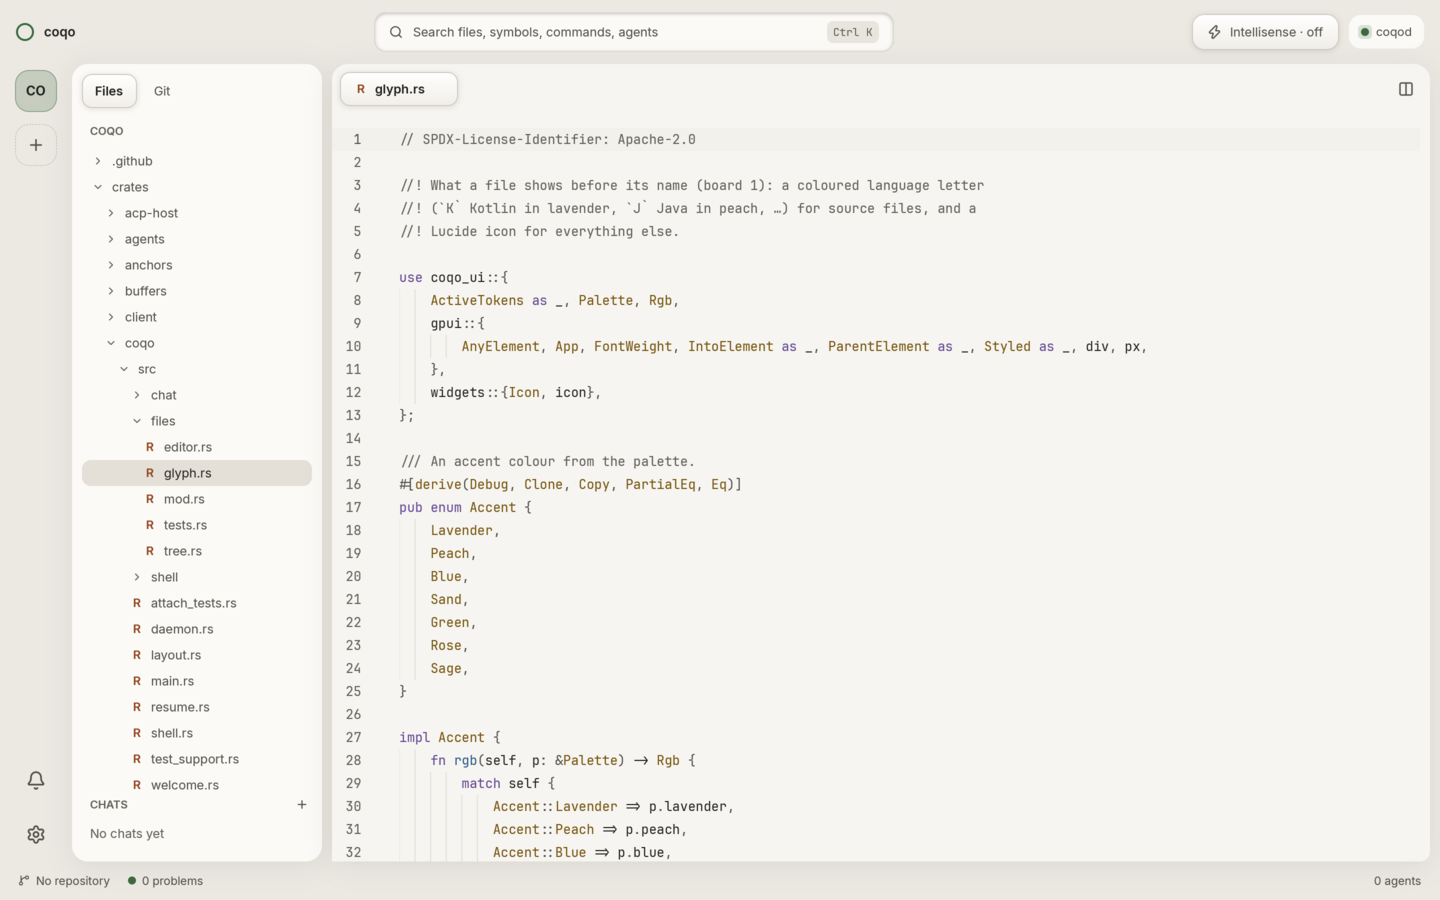 coqo
Search files, symbols, commands, agents
Ctrl K
Intellisense · off
coqod
CO
Files
Git
COQO
.github
crates
acp-host
agents
anchors
buffers
client
coqo
src
chat
files
R editor.rs
R glyph.rs
R mod.rs
R tests.rs
R tree.rs
shell
R attach_tests.rs
R daemon.rs
R layout.rs
R main.rs
R resume.rs
R shell.rs
R test_support.rs
R welcome.rs
CHATS
No chats yet
R glyph.rs
1 // SPDX-License-Identifier: Apache-2.0
2
3 //! What a file shows before its name (board 1): a coloured language letter
4 //! (`K` Kotlin in lavender, `J` Java in peach, …) for source files, and a
5 //! Lucide icon for everything else.
6
7 use coqo_ui::{
8     ActiveTokens as _, Palette, Rgb,
9     gpui::{
10         AnyElement, App, FontWeight, IntoElement as _, ParentElement as _, Styled as _, div, px,
11     },
12     widgets::{Icon, icon},
13 };
14
15 /// An accent colour from the palette.
16 #[derive(Debug, Clone, Copy, PartialEq, Eq)]
17 pub enum Accent {
18     Lavender,
19     Peach,
20     Blue,
21     Sand,
22     Green,
23     Rose,
24     Sage,
25 }
26
27 impl Accent {
28     fn rgb(self, p: &Palette) -> Rgb {
29         match self {
30             Accent::Lavender => p.lavender,
31             Accent::Peach => p.peach,
32             Accent::Blue => p.blue,
No repository
0 problems
0 agents